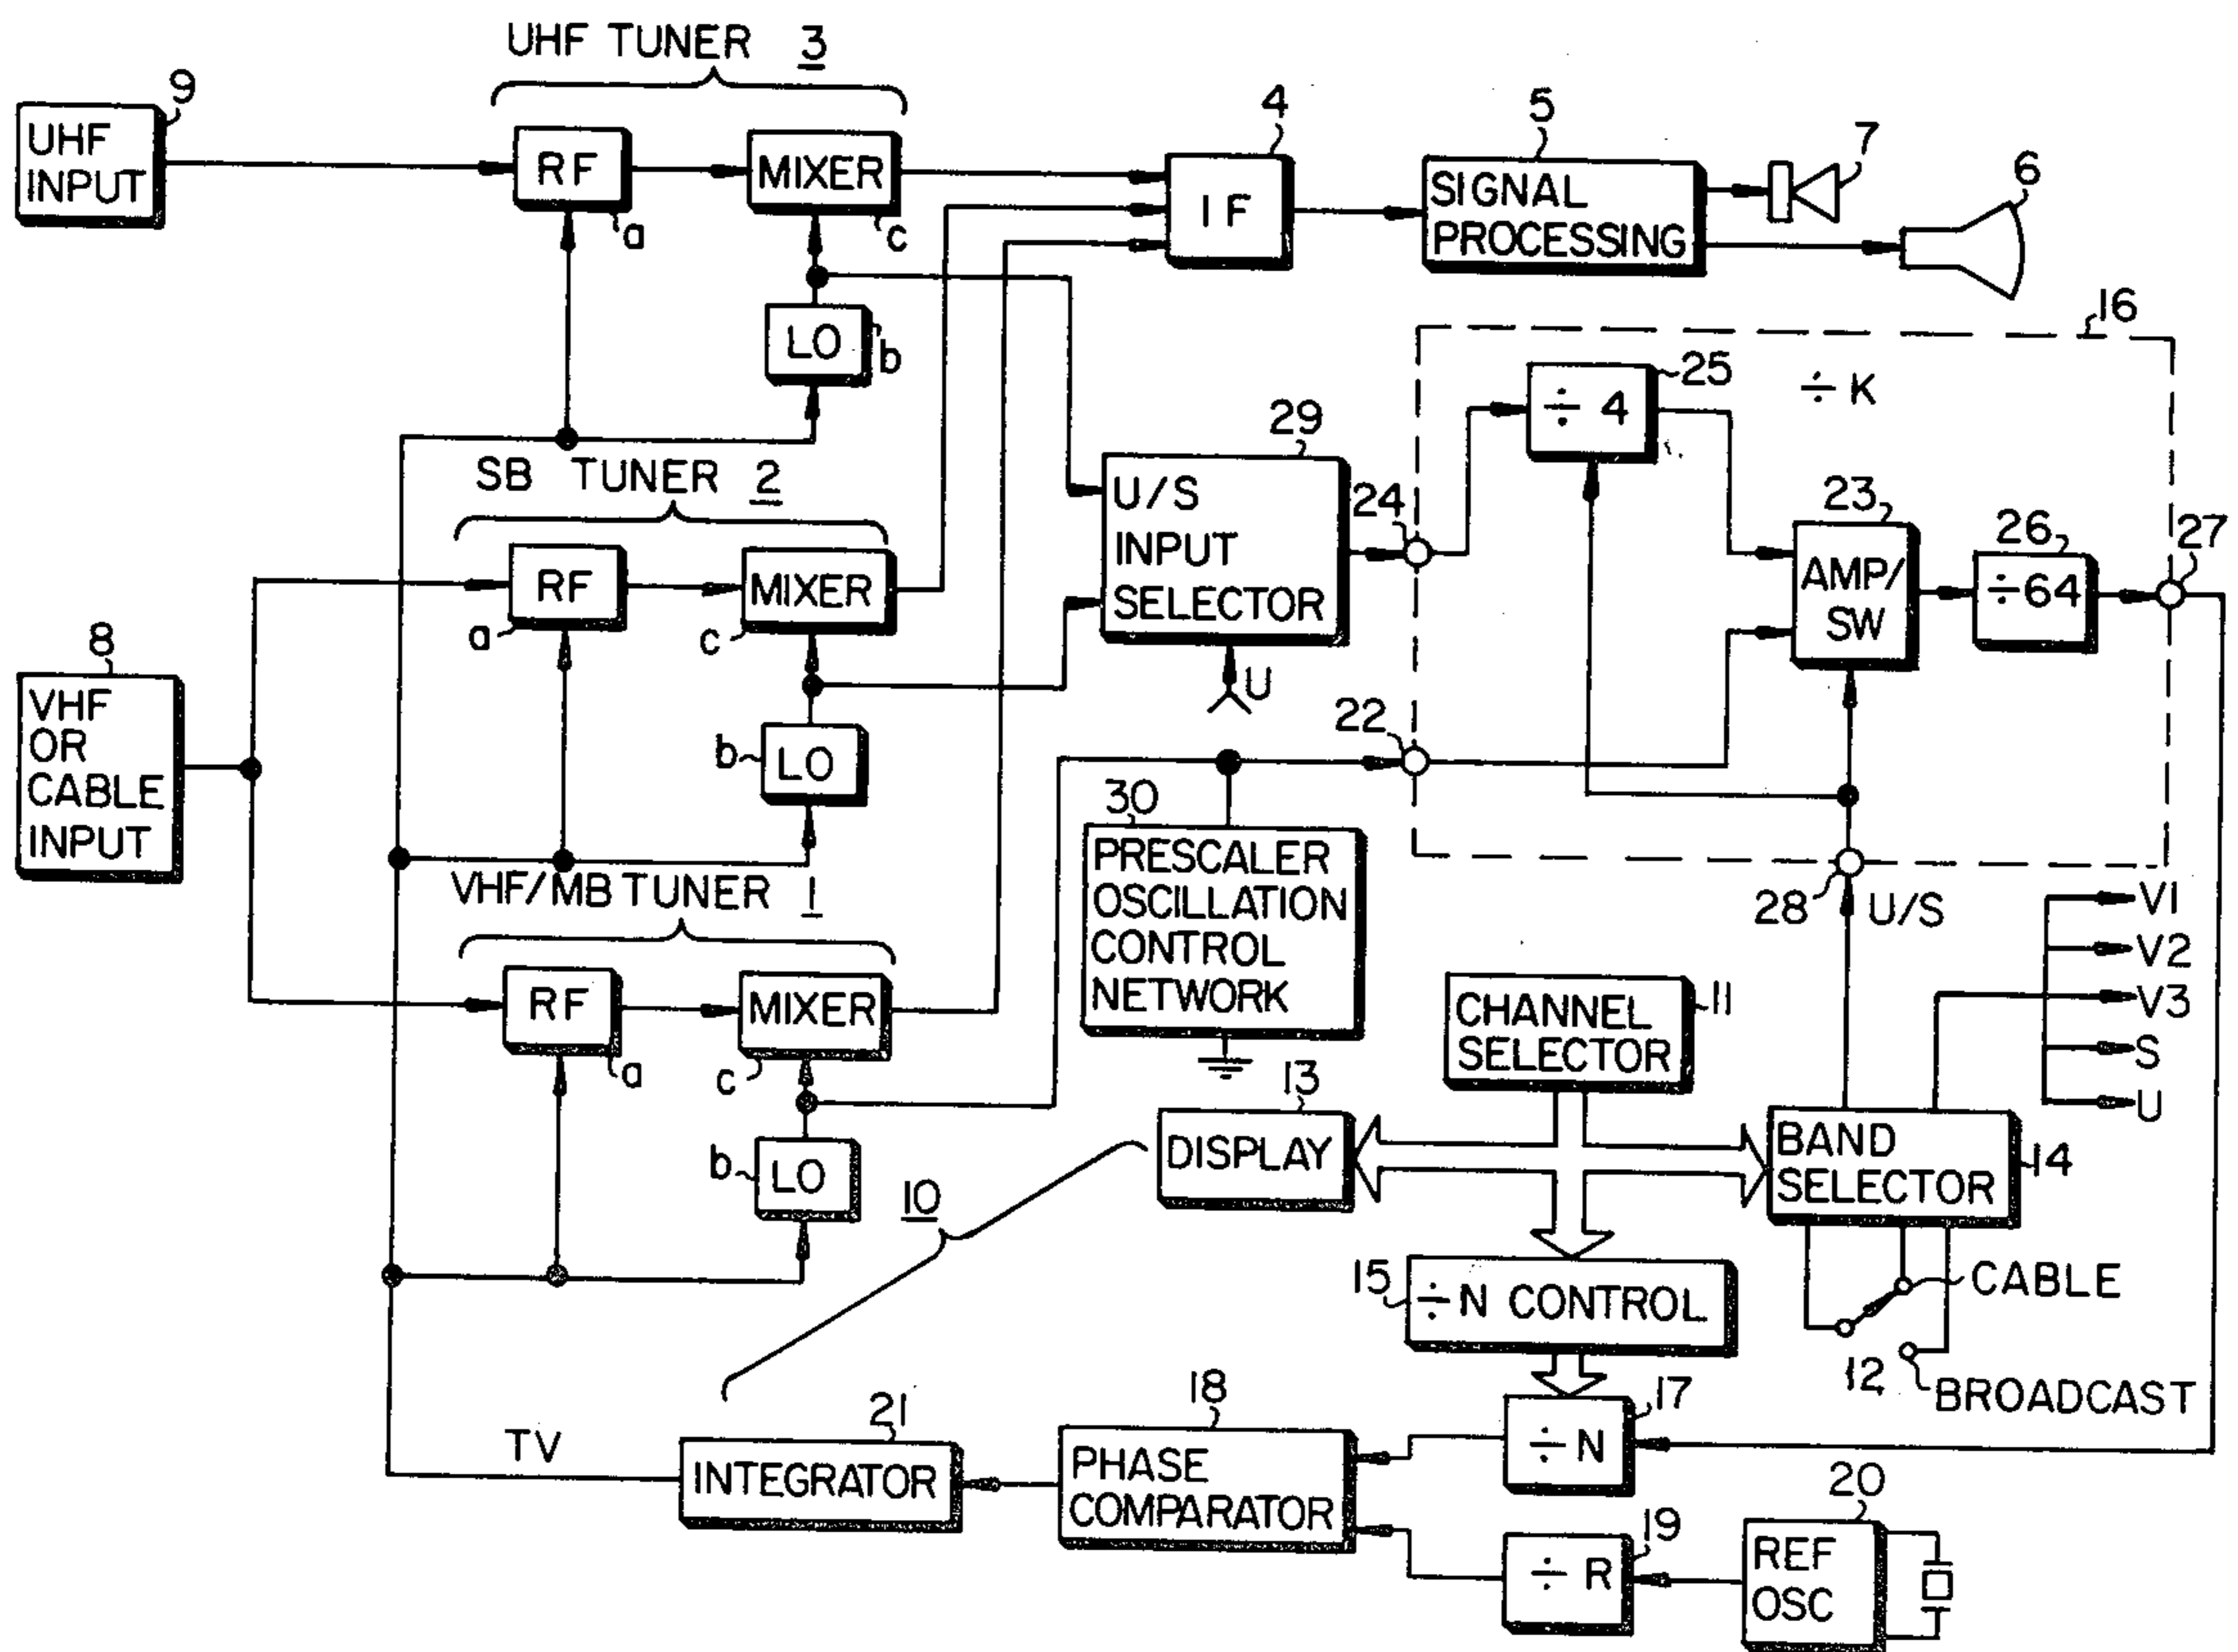 UHF TUNER 3
9
UHF
INPUT
RF
a
MIXER
c
LO
b
4
IF
5
SIGNAL
PROCESSING
7
6
16
25
÷ 4
÷ K
29
U/S
INPUT
SELECTOR
U
24
23
AMP/
SW
26
÷64
27
SB TUNER 2
RF
a
MIXER
c
b
LO
8
VHF
OR
CABLE
INPUT
22
30
PRESCALER
OSCILLATION
CONTROL
NETWORK
28
U/S
V1
V2
V3
S
U
VHF/MB TUNER 1
RF
a
MIXER
c
b
LO
CHANNEL
SELECTOR
11
13
DISPLAY
BAND
SELECTOR
14
10
15
÷N CONTROL
CABLE
12
BROADCAST
TV
21
INTEGRATOR
18
PHASE
COMPARATOR
17
÷ N
19
÷ R
20
REF
OSC